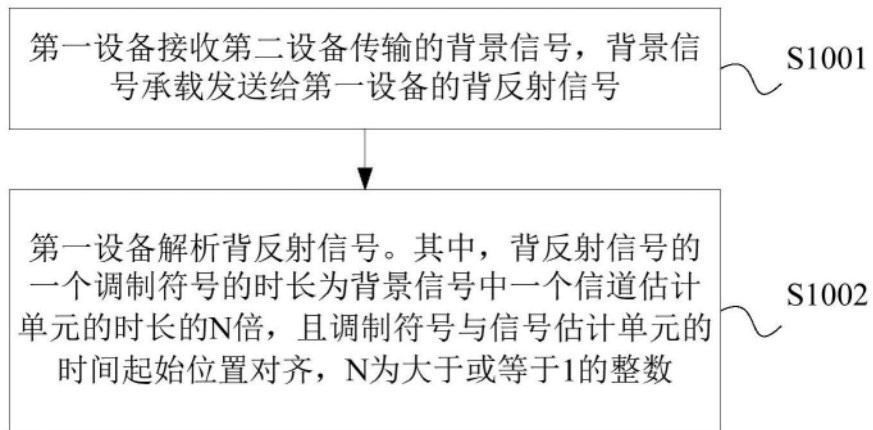 第一设备接收第二设备传输的背景信号，背景信
号承载发送给第一设备的背反射信号
S1001
第一设备解析背反射信号。其中，背反射信号的
一个调制符号的时长为背景信号中一个信道估计
单元的时长的N倍，且调制符号与信号估计单元的
时间起始位置对齐，N为大于或等于1的整数
S1002